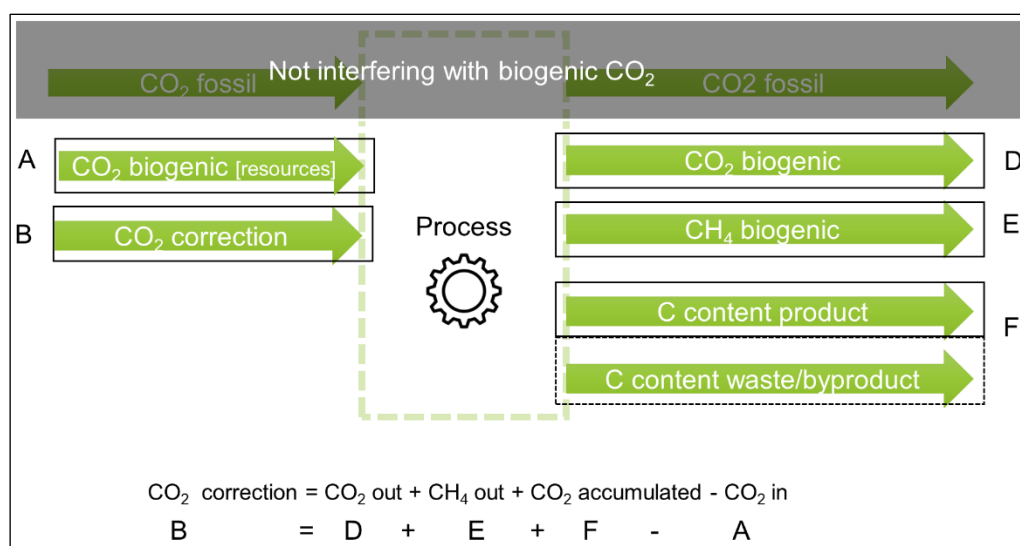 Not interfering with biogenic CO₂
CO₂ fossil
CO2 fossil
A
CO₂ biogenic [resources]
CO₂ biogenic
D
B
CO₂ correction
Process
CH₄ biogenic
E
C content product
F
C content waste/byproduct
CO₂ correction = CO₂ out + CH₄ out + CO₂ accumulated - CO₂ in
B = D + E + F - A